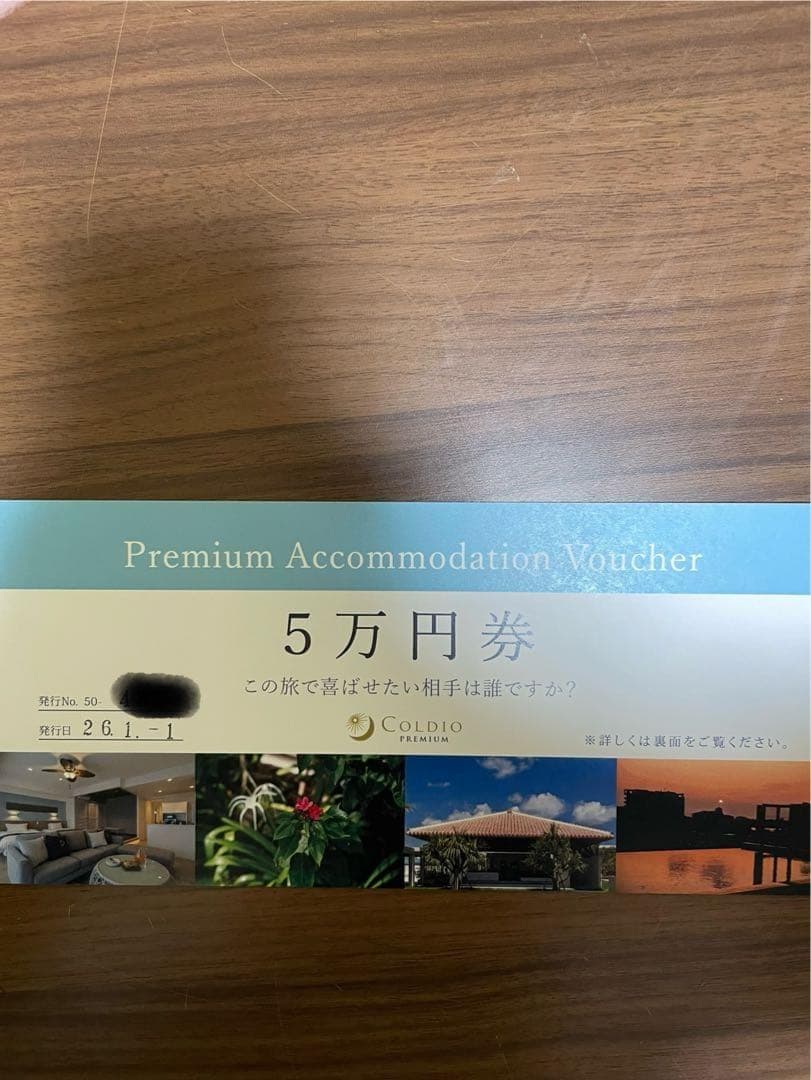 Premium Accommodation Voucher
5万円券
この旅で喜ばせたい相手は誰ですか?
発行No. 50-
発行日 26.1.-1
COLDIO
PREMIUM
※詳しくは裏面をご覧ください。